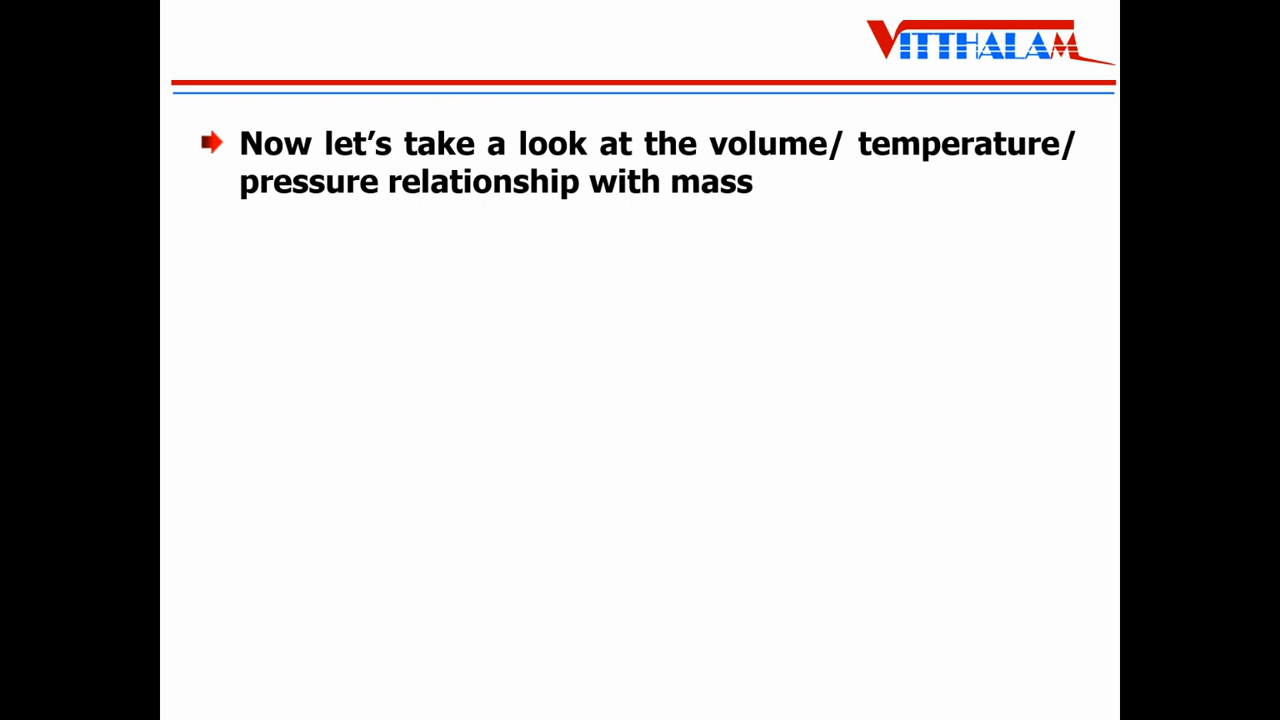 VITTHALAM
Now let’s take a look at the volume/ temperature/
pressure relationship with mass